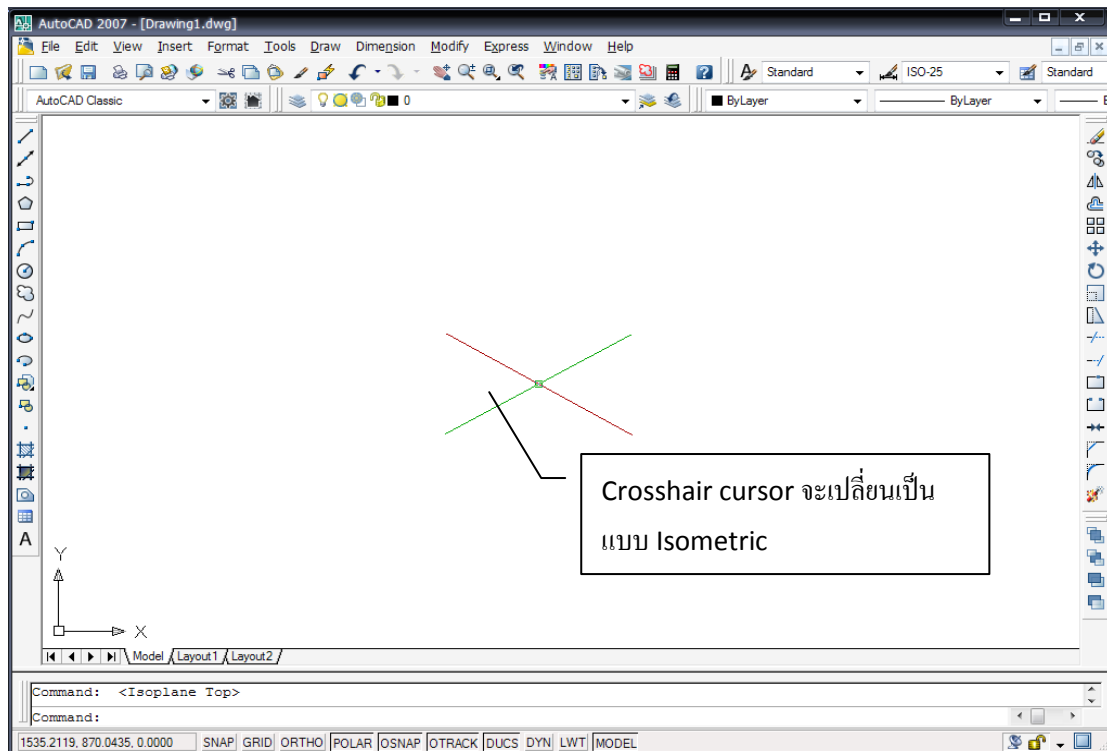 AutoCAD 2007 - [Drawing1.dwg]
File Edit View Insert Format Tools Draw Dimension Modify Express Window Help
Standard ISO-25 Standard
AutoCAD Classic 0 ByLayer ByLayer
A
Y
X
Crosshair cursor จะเปลี่ยนเป็น
แบบ Isometric
Model Layout1 Layout2
Command: <Isoplane Top>
Command:
1535.2119, 870.0435, 0.0000 SNAP GRID ORTHO POLAR OSNAP OTRACK DUCS DYN LWT MODEL